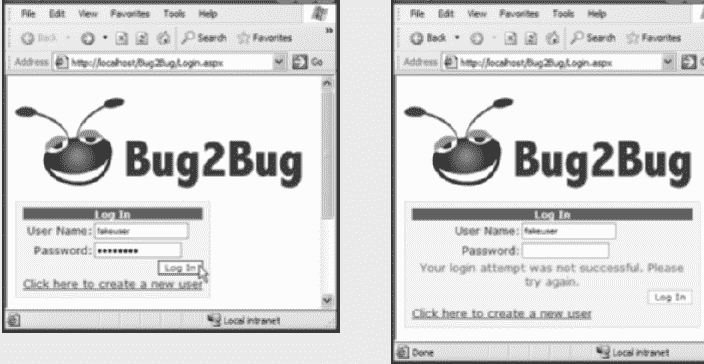 File Edit View Favorites Tools Help
Back Search Favorites
Address http://localhost/Bug2Bug/Login.aspx Go
Bug2Bug
Log In
User Name: fakeuser
Password: ••••••••
Log In
Click here to create a new user
Local intranet
File Edit View Favorites Tools Help
Back Search Favorites
Address http://localhost/Bug2Bug/Login.aspx
Bug2Bug
Log In
User Name: fakeuser
Password:
Your login attempt was not successful. Please
try again.
Log In
Click here to create a new user
Done Local intranet